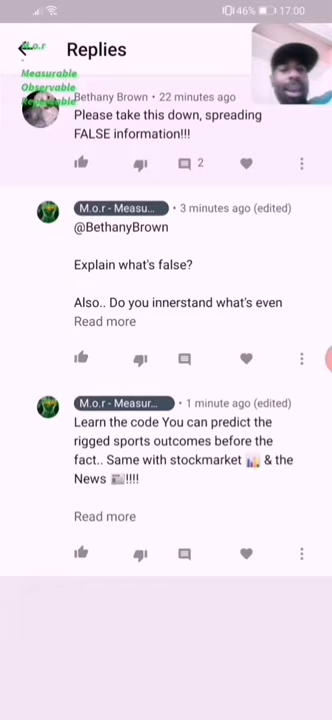 46% 17:00
M.o.r
Replies
Measurable
Observable
Repeatable
Bethany Brown • 22 minutes ago
Please take this down, spreading
FALSE information!!!
2
M.o.r - Measu... • 3 minutes ago (edited)
@BethanyBrown
Explain what's false?
Also.. Do you innerstand what's even
Read more
M.o.r - Measur... • 1 minute ago (edited)
Learn the code You can predict the
rigged sports outcomes before the
fact.. Same with stockmarket 📊 & the
News 📰!!!!
Read more